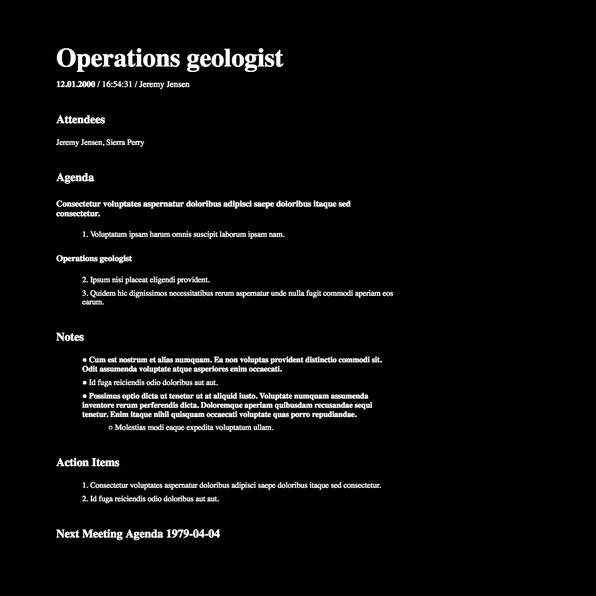 Operations geologist
12.01.2000 / 16:54:31 / Jeremy Jensen
Attendees
Jeremy Jensen, Sierra Perry
Agenda
Consectetur voluptates aspernatur doloribus adipisci saepe doloribus itaque sed
consectetur.
1. Voluptatum ipsam harum omnis suscipit laborum ipsam nam.
Operations geologist
2. Ipsum nisi placeat eligendi provident.
3. Quidem hic dignissimos necessitatibus rerum aspernatur unde nulla fugit commodi aperiam eos
earum.
Notes
● Cum est nostrum et alias numquam. Ea non voluptas provident distinctio commodi sit.
Odit assumenda voluptate atque asperiores enim occaecati.
● Id fuga reiciendis odio doloribus aut aut.
● Possimus optio dicta ut tenetur ut at aliquid iusto. Voluptate numquam assumenda
inventore rerum perferendis dicta. Doloremque aperiam quibusdam recusandae sequi
tenetur. Enim itaque nihil quisquam occaecati voluptate quas porro repudiandae.
○ Molestias modi eaque expedita voluptatum ullam.
Action Items
1. Consectetur voluptates aspernatur doloribus adipisci saepe doloribus itaque sed consectetur.
2. Id fuga reiciendis odio doloribus aut aut.
Next Meeting Agenda 1979-04-04